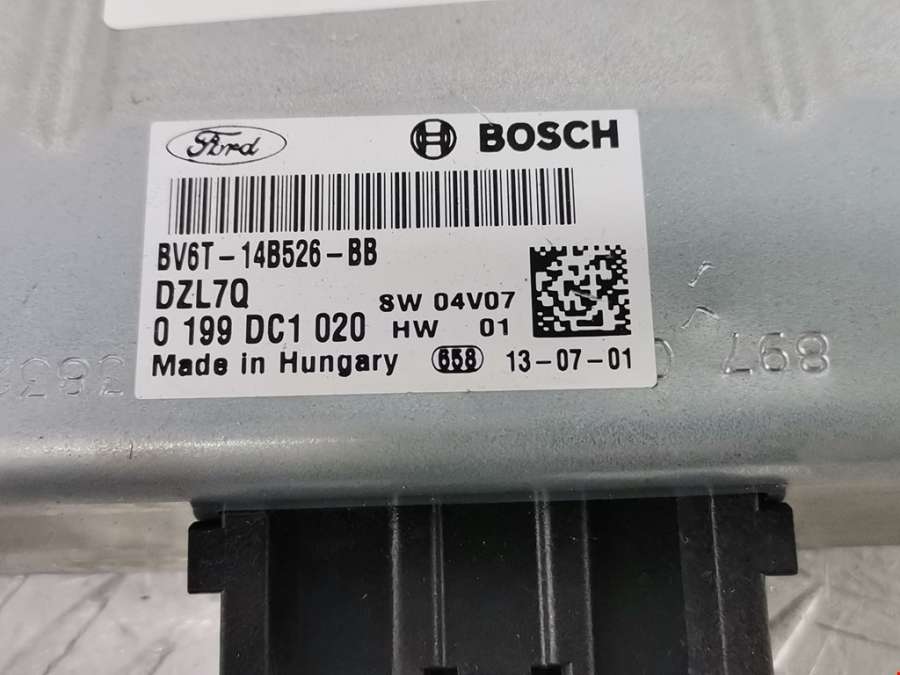 Ford BOSCH
BV6T-14B526-BB
DZL7Q SW 04V07
0 199 DC1 020 HW 01
Made in Hungary 658 13-07-01
897